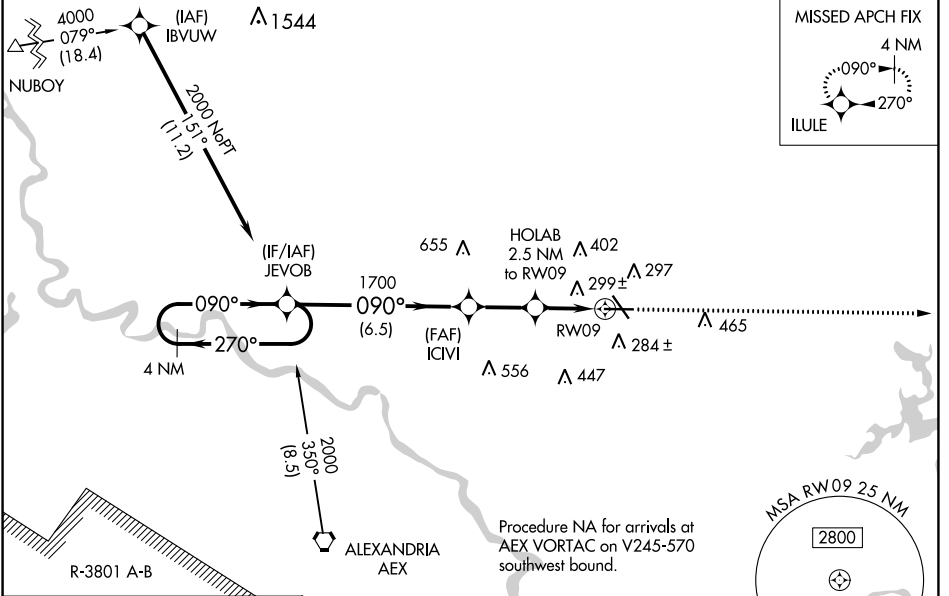 4000
079°
(18.4)
NUBOY
(IAF)
IBVUW
1544
MISSED APCH FIX
4 NM
090°
270°
ILULE
2000 NoPT
151°
(11.2)
(IF/IAF)
JEVOB
655
HOLAB
2.5 NM
to RW09
402
299±
297
090°
1700
090°
(6.5)
270°
4 NM
(FAF)
ICIVI
RW09
465
284±
556
447
2000
350°
(8.5)
ALEXANDRIA
AEX
Procedure NA for arrivals at
AEX VORTAC on V245-570
southwest bound.
R-3801 A-B
MSA RW09 25 NM
2800